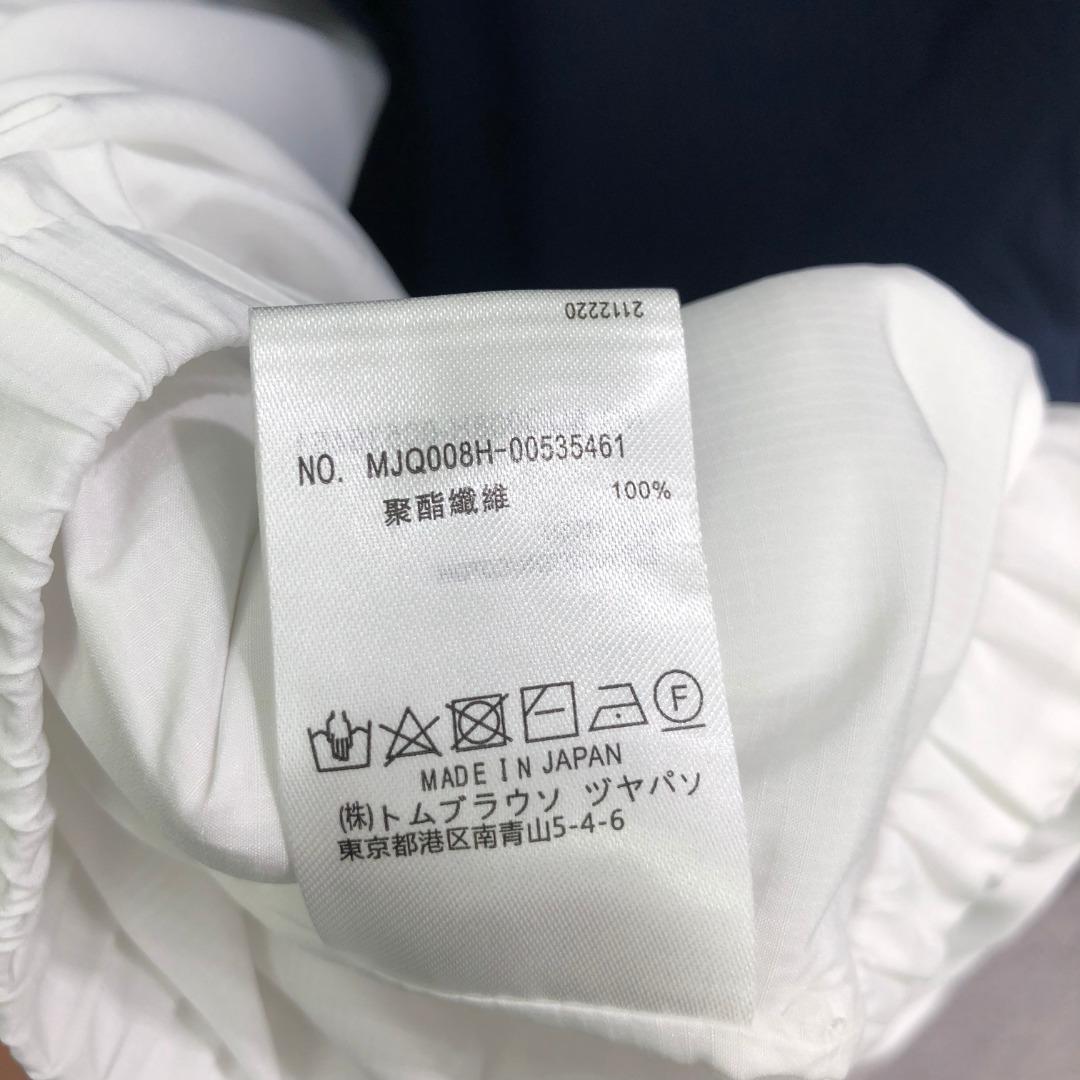 2112220
NO. MJQ008H-00535461
聚酯纖維 100%
F
MADE IN JAPAN
(株)トムブラウソ ヅヤパソ
東京都港区南青山5-4-6